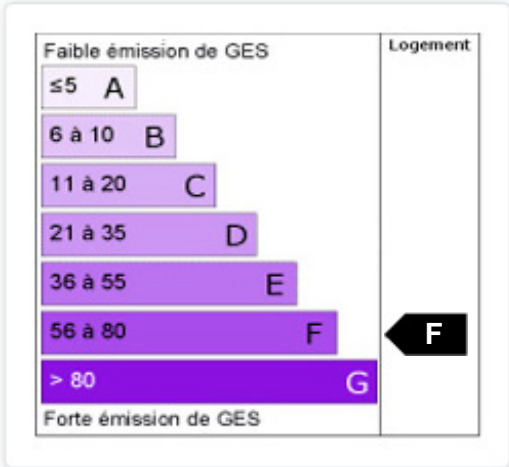 Faible émission de GES
Logement
≤5 A
6 à 10 B
11 à 20 C
21 à 35 D
36 à 55 E
56 à 80 F
F
> 80 G
Forte émission de GES